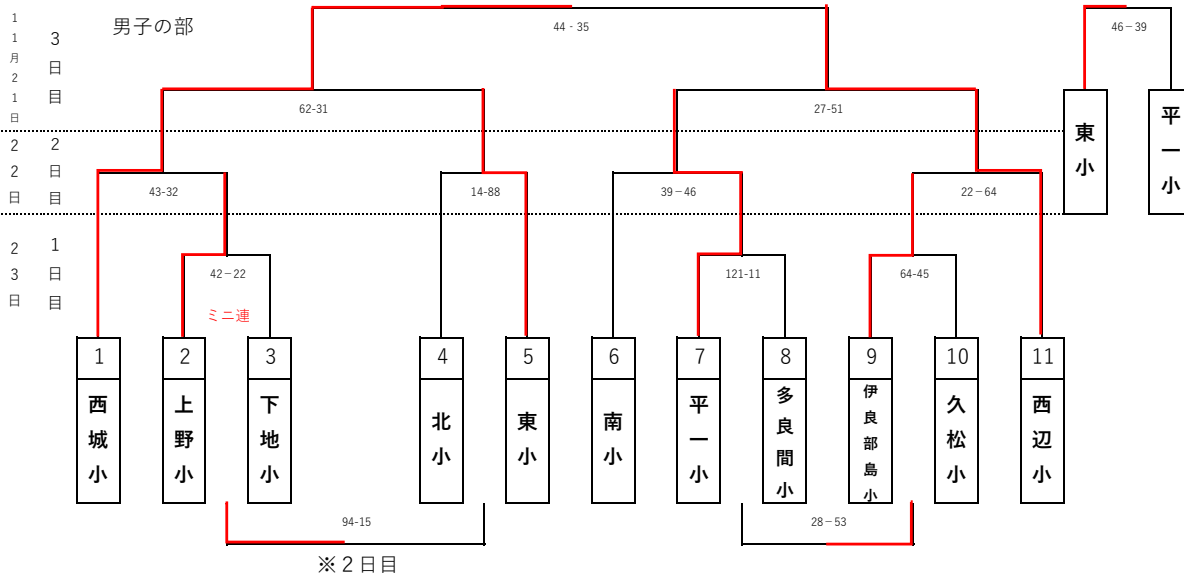 男子の部
11月21日
3日目
44 - 35
46－39
62-31
27-51
東小
平一小
22日
2日目
43-32
14-88
39－46
22－64
23日
1日目
42－22
121-11
64-45
ミニ連
1
2
3
4
5
6
7
8
9
10
11
西城小
上野小
下地小
北小
東小
南小
平一小
多良間小
伊良部島小
久松小
西辺小
94-15
28－53
※２日目